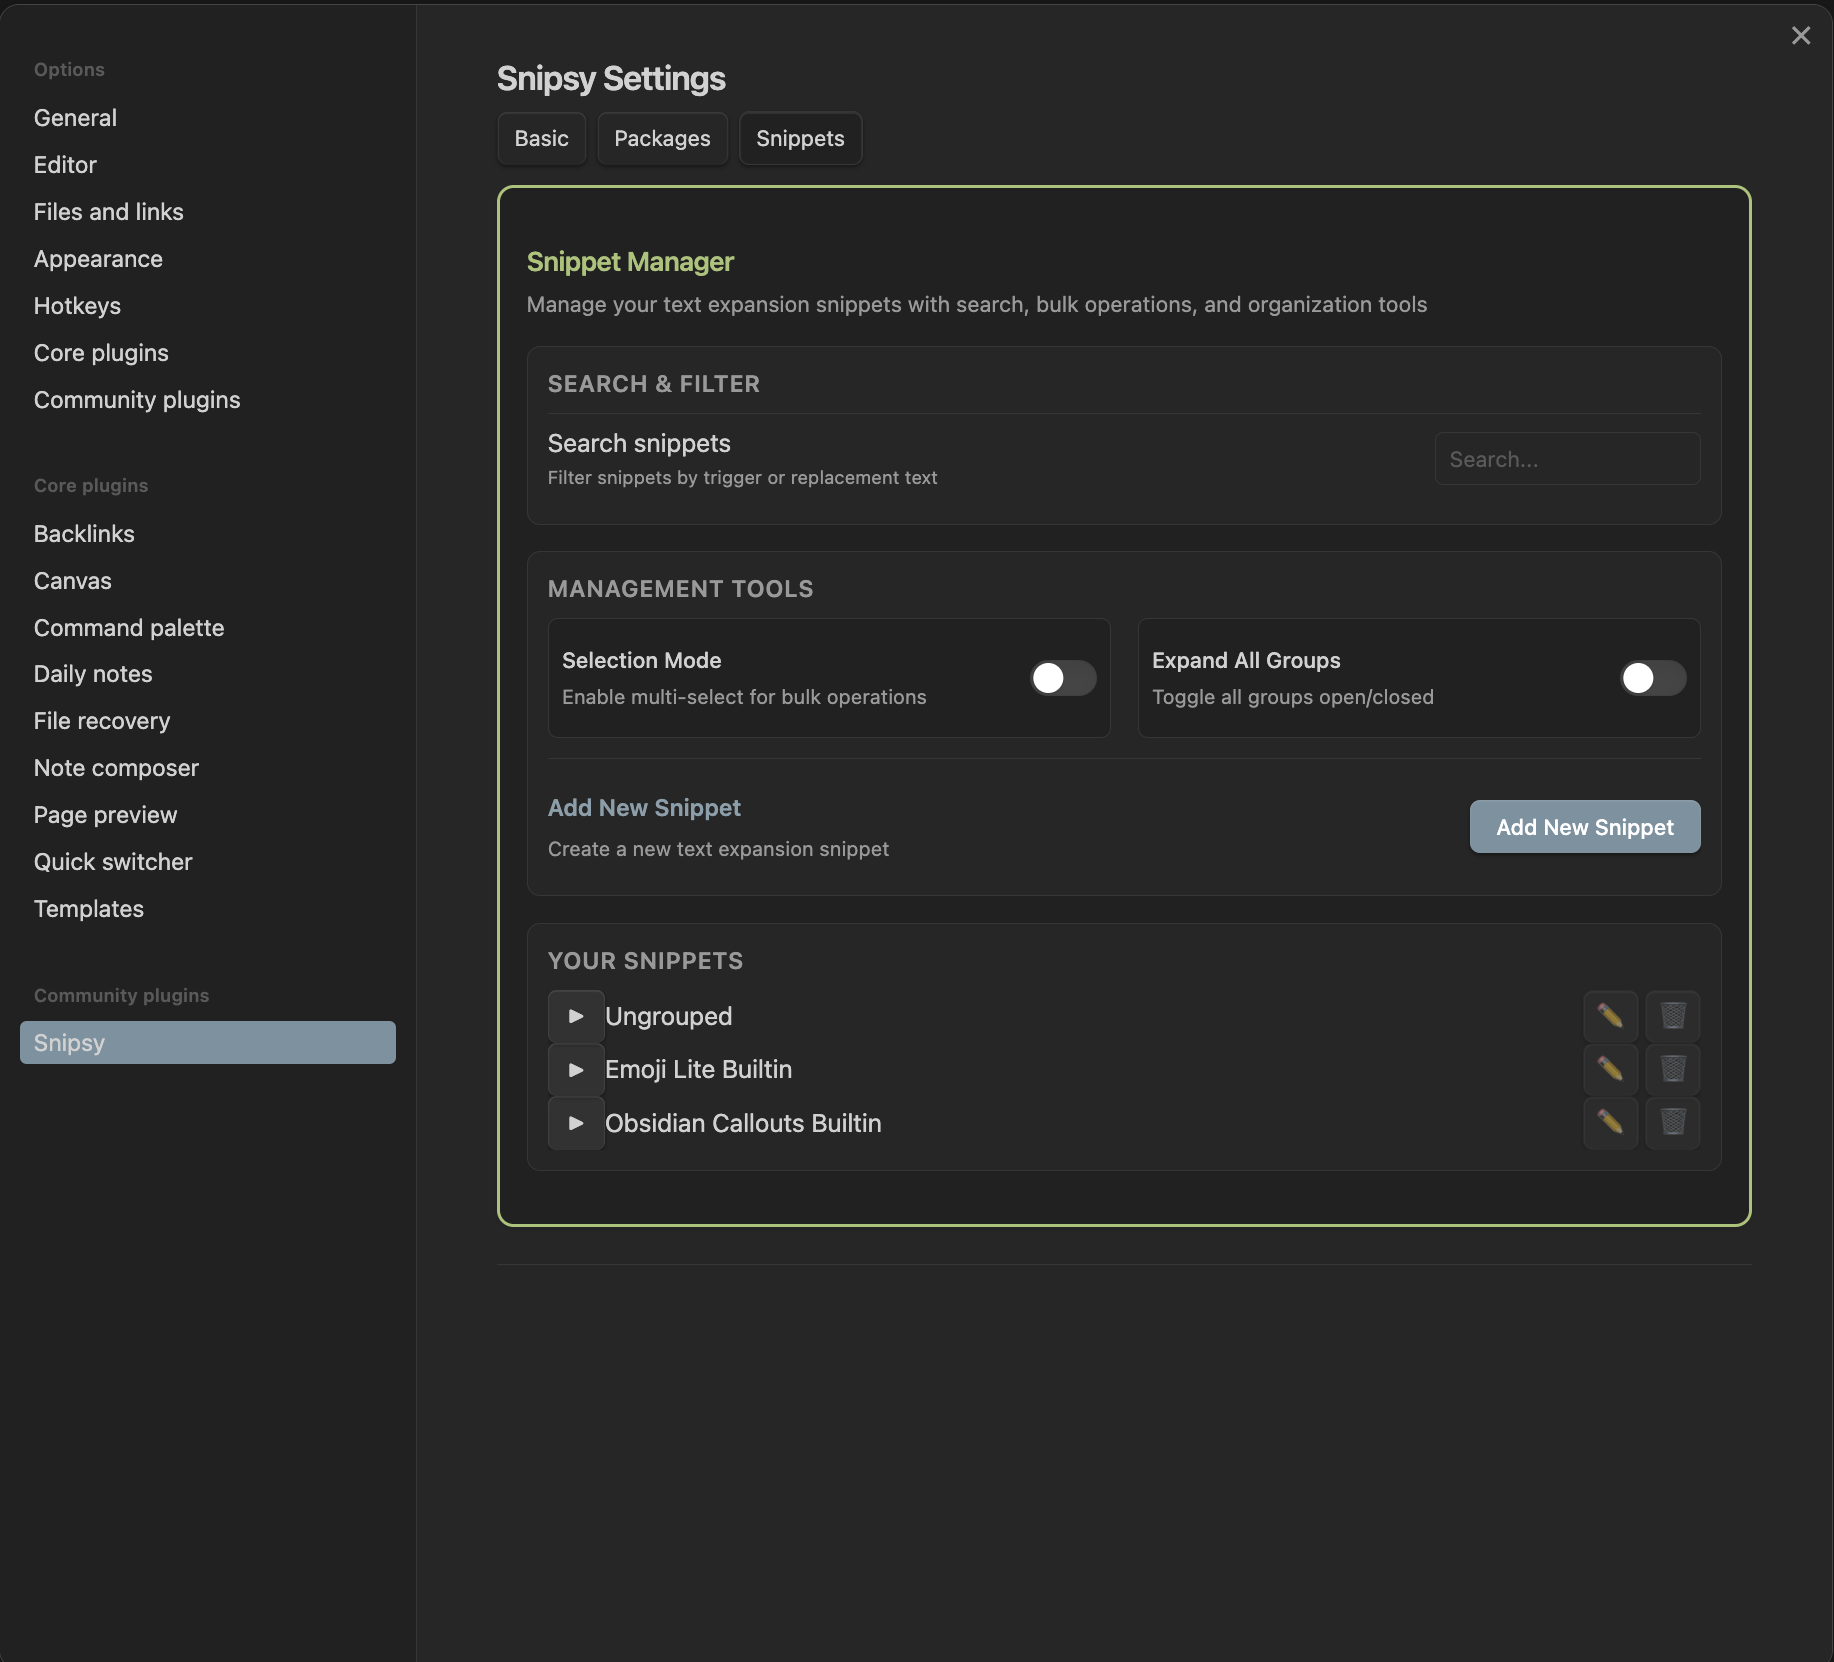 Options
General
Editor
Files and links
Appearance
Hotkeys
Core plugins
Community plugins
Core plugins
Backlinks
Canvas
Command palette
Daily notes
File recovery
Note composer
Page preview
Quick switcher
Templates
Community plugins
Snipsy
Snipsy Settings
Basic Packages Snippets
Snippet Manager
Manage your text expansion snippets with search, bulk operations, and organization tools
SEARCH & FILTER
Search snippets
Filter snippets by trigger or replacement text
Search...
MANAGEMENT TOOLS
Selection Mode
Enable multi-select for bulk operations
Expand All Groups
Toggle all groups open/closed
Add New Snippet
Create a new text expansion snippet
Add New Snippet
YOUR SNIPPETS
Ungrouped
Emoji Lite Builtin
Obsidian Callouts Builtin